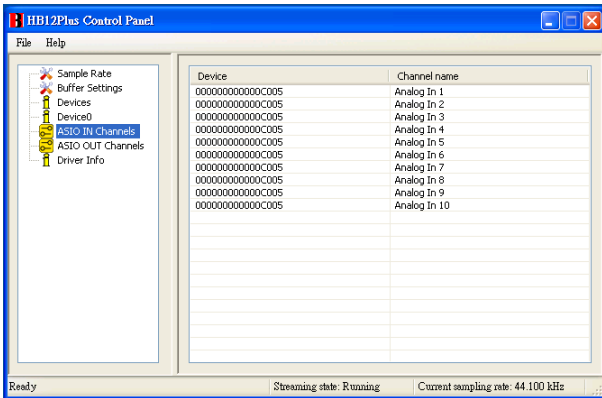 HB12Plus Control Panel
File Help
Sample Rate
Buffer Settings
Devices
Device0
ASIO IN Channels
ASIO OUT Channels
Driver Info
Device Channel name
000000000000C005 Analog In 1
000000000000C005 Analog In 2
000000000000C005 Analog In 3
000000000000C005 Analog In 4
000000000000C005 Analog In 5
000000000000C005 Analog In 6
000000000000C005 Analog In 7
000000000000C005 Analog In 8
000000000000C005 Analog In 9
000000000000C005 Analog In 10
Ready Streaming state: Running Current sampling rate: 44.100 kHz